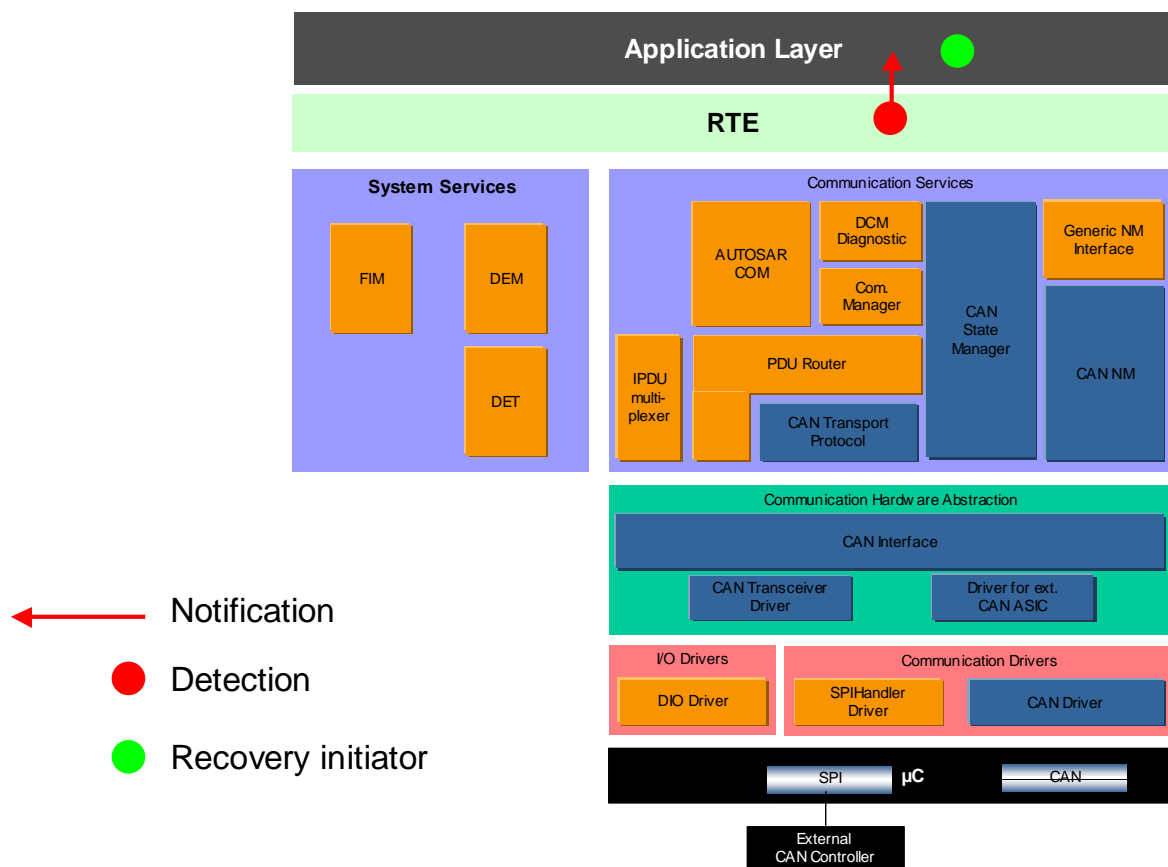 Application Layer
RTE
System Services
FIM
DEM
DET
Communication Services
AUTOSAR
COM
DCM
Diagnostic
Com.
Manager
CAN
State
Manager
Generic NM
Interface
CAN NM
IPDU
multi-
plexer
PDU Router
CAN Transport
Protocol
Communication Hardware Abstraction
CAN Interface
CAN Transceiver
Driver
Driver for ext.
CAN ASIC
I/O Drivers
DIO Driver
Communication Drivers
SPIHandler
Driver
CAN Driver
SPI
µC
CAN
External
CAN Controller
Notification
Detection
Recovery initiator